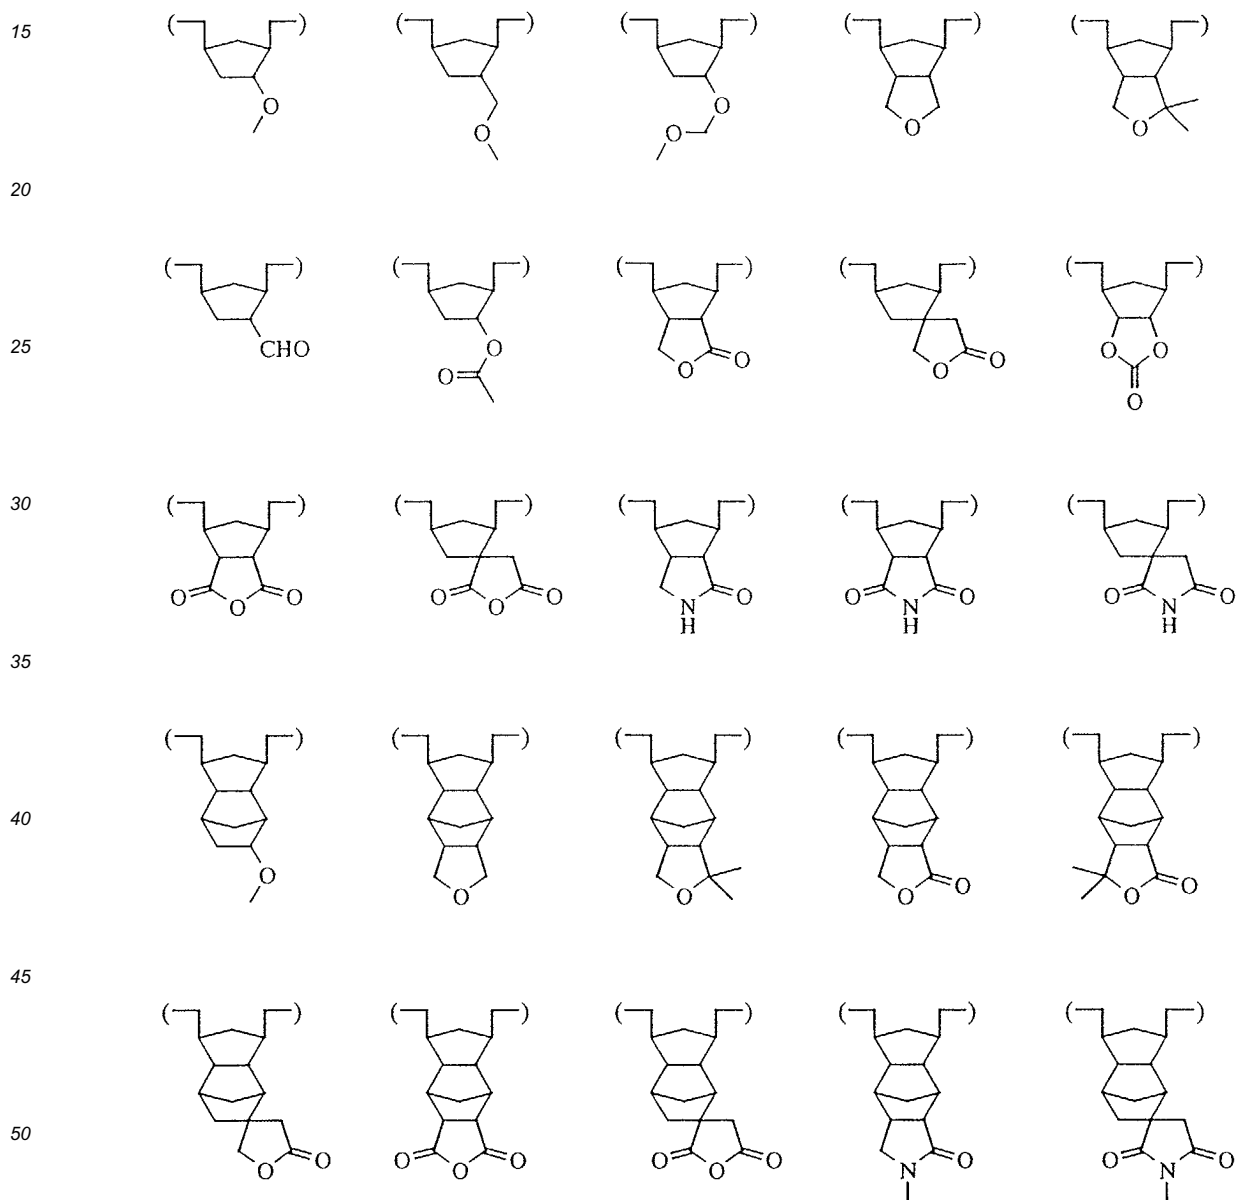 15
( ) ( ) ( ) ( ) ( )
O O O O O
O O
20
( ) ( ) ( ) ( ) ( )
25
CHO O O O O O O O
O O O
30
( ) ( ) ( ) ( ) ( )
O O O O O O N H O O N H O O N H O
35
( ) ( ) ( ) ( ) ( )
40
O O O O O O O
45
( ) ( ) ( ) ( ) ( )
50
O O O O O O O O N O O N O